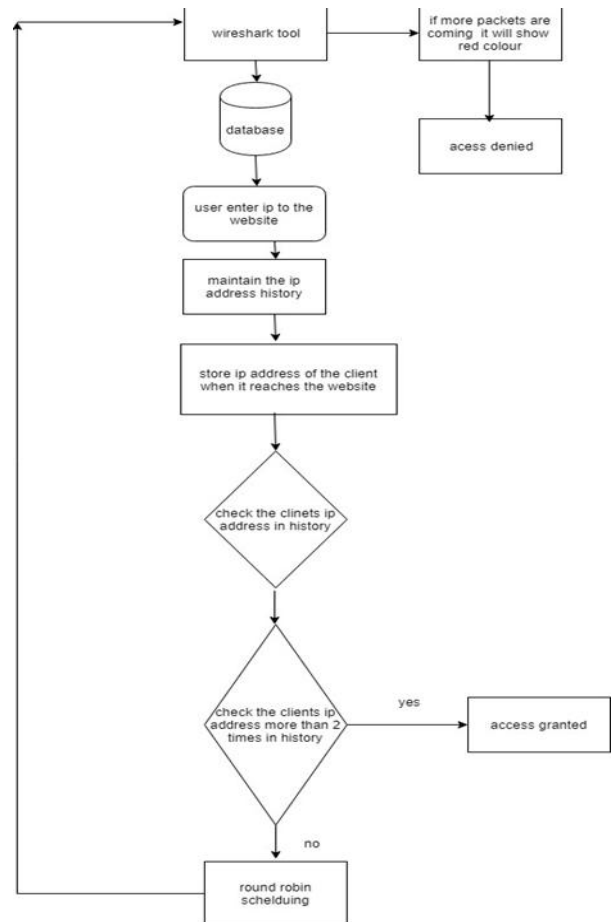 wireshark tool
if more packets are
coming it will show
red colour
database
acess denied
user enter ip to the
website
maintain the ip
address history
store ip address of the client
when it reaches the website
check the clinets ip
address in history
check the clients ip
address more than 2
times in history
yes
access granted
no
round robin
schelduing